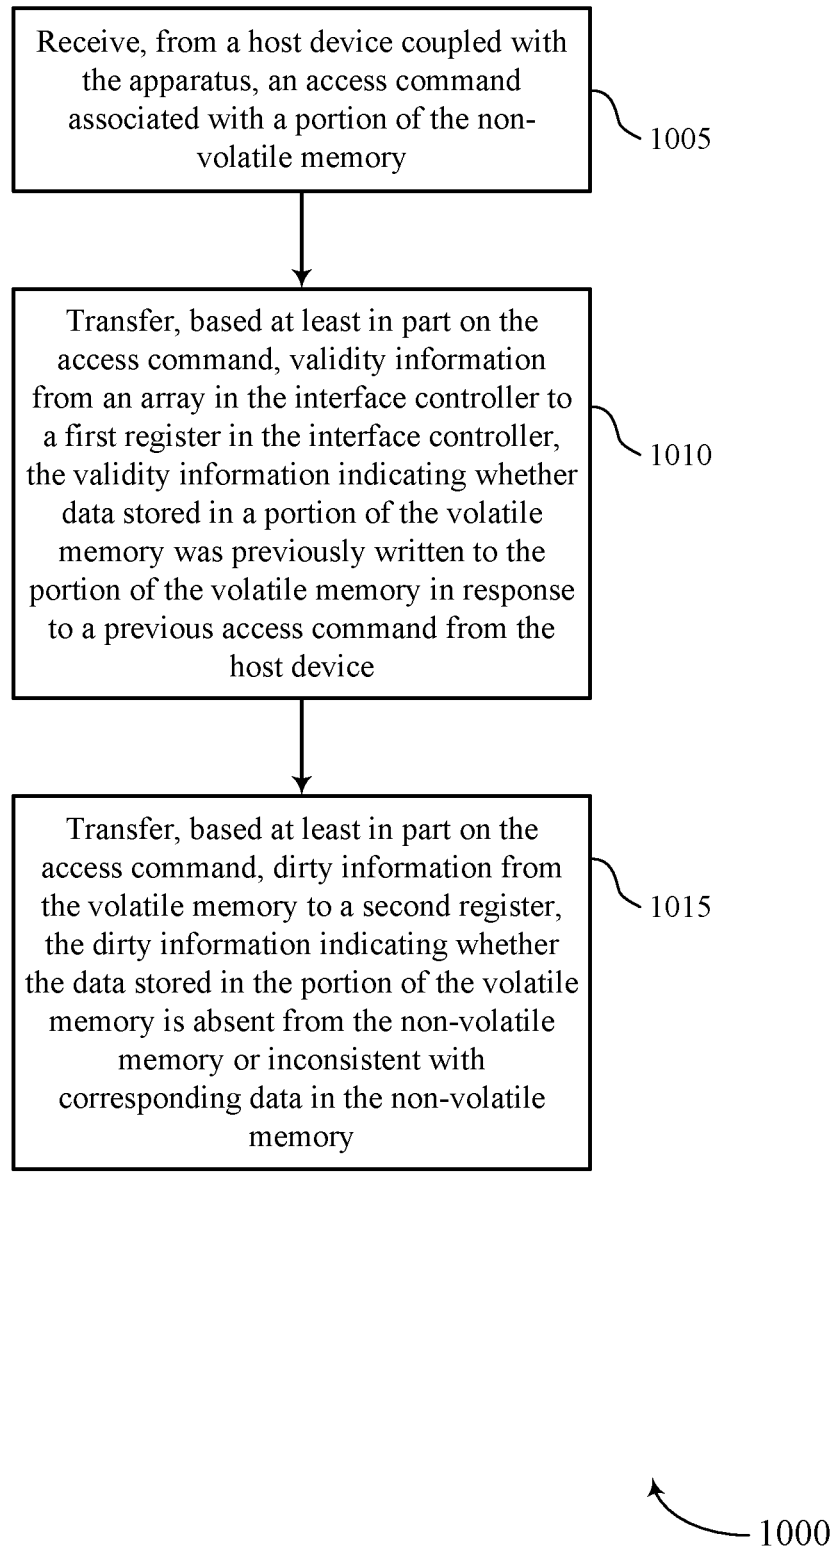 Receive, from a host device coupled with
the apparatus, an access command
associated with a portion of the non-
volatile memory
1005
Transfer, based at least in part on the
access command, validity information
from an array in the interface controller to
a first register in the interface controller,
the validity information indicating whether
data stored in a portion of the volatile
memory was previously written to the
portion of the volatile memory in response
to a previous access command from the
host device
1010
Transfer, based at least in part on the
access command, dirty information from
the volatile memory to a second register,
the dirty information indicating whether
the data stored in the portion of the volatile
memory is absent from the non-volatile
memory or inconsistent with
corresponding data in the non-volatile
memory
1015
1000